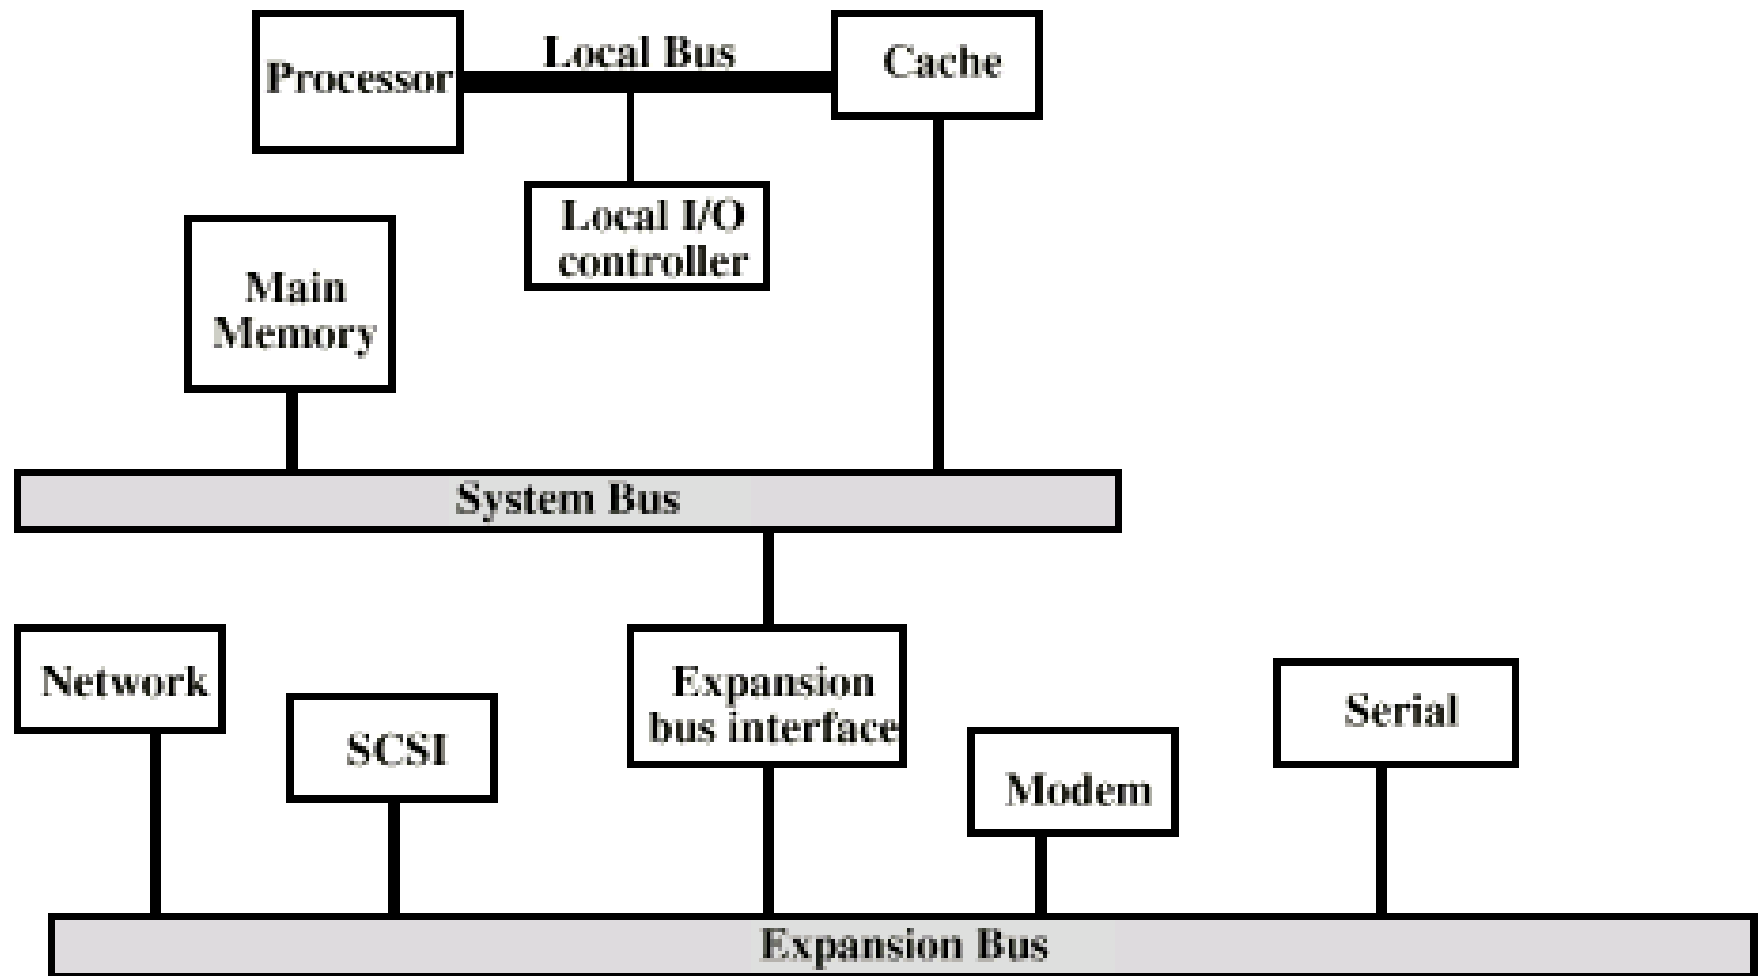 Local Bus
Processor
Cache
Local I/O
controller
Main
Memory
System Bus
Network
SCSI
Expansion
bus interface
Modem
Serial
Expansion Bus